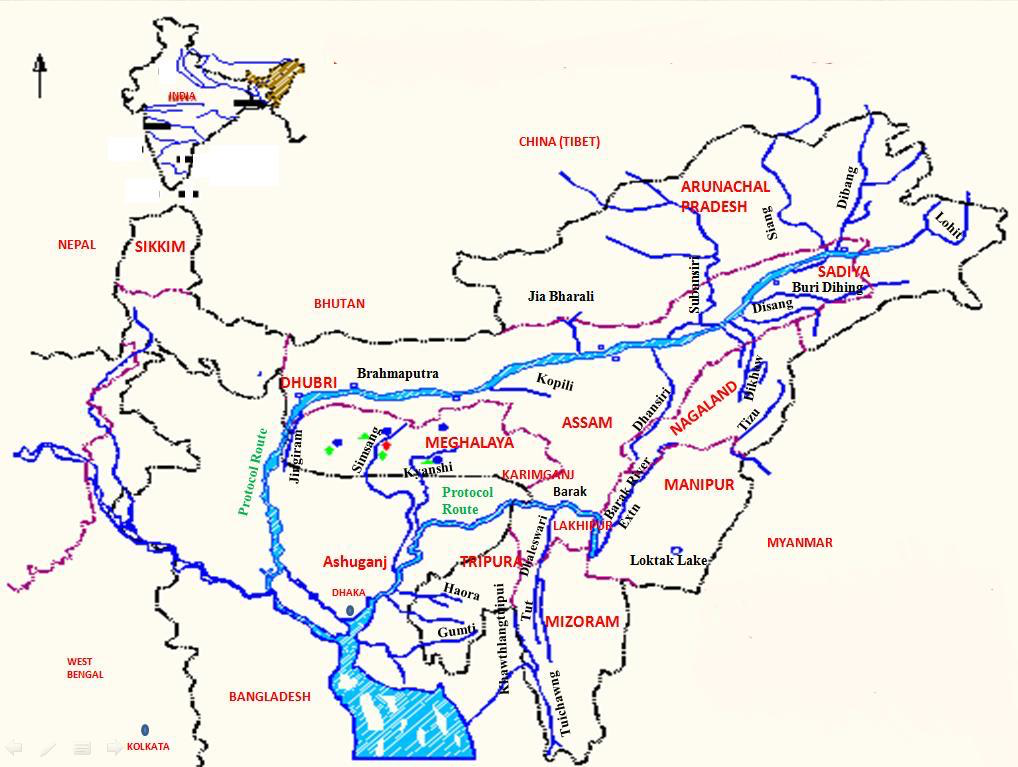 INDIA
CHINA (TIBET)
ARUNACHAL
PRADESH
Siang
Dibang
Lohit
NEPAL
SIKKIM
BHUTAN
SADIYA
Buri Dihing
Subansiri
Jia Bharali
Disang
DHUBRI
Brahmaputra
Kopili
Dhansiri
NAGALAND
Dikhow
Tizu
ASSAM
MEGHALAYA
Simsang
Jinjiram
Protocol Route
Kyanshi
KARIMGANJ
Protocol
Route
Barak
Barak River
Extn
MANIPUR
LAKHIPUR
MYANMAR
Loktak Lake
Ashuganj
TRIPURA
Dhaleswari
DHAKA
Haora
Gumti
Khawthlangtuipui
Tut
MIZORAM
Tuichawng
WEST
BENGAL
BANGLADESH
KOLKATA